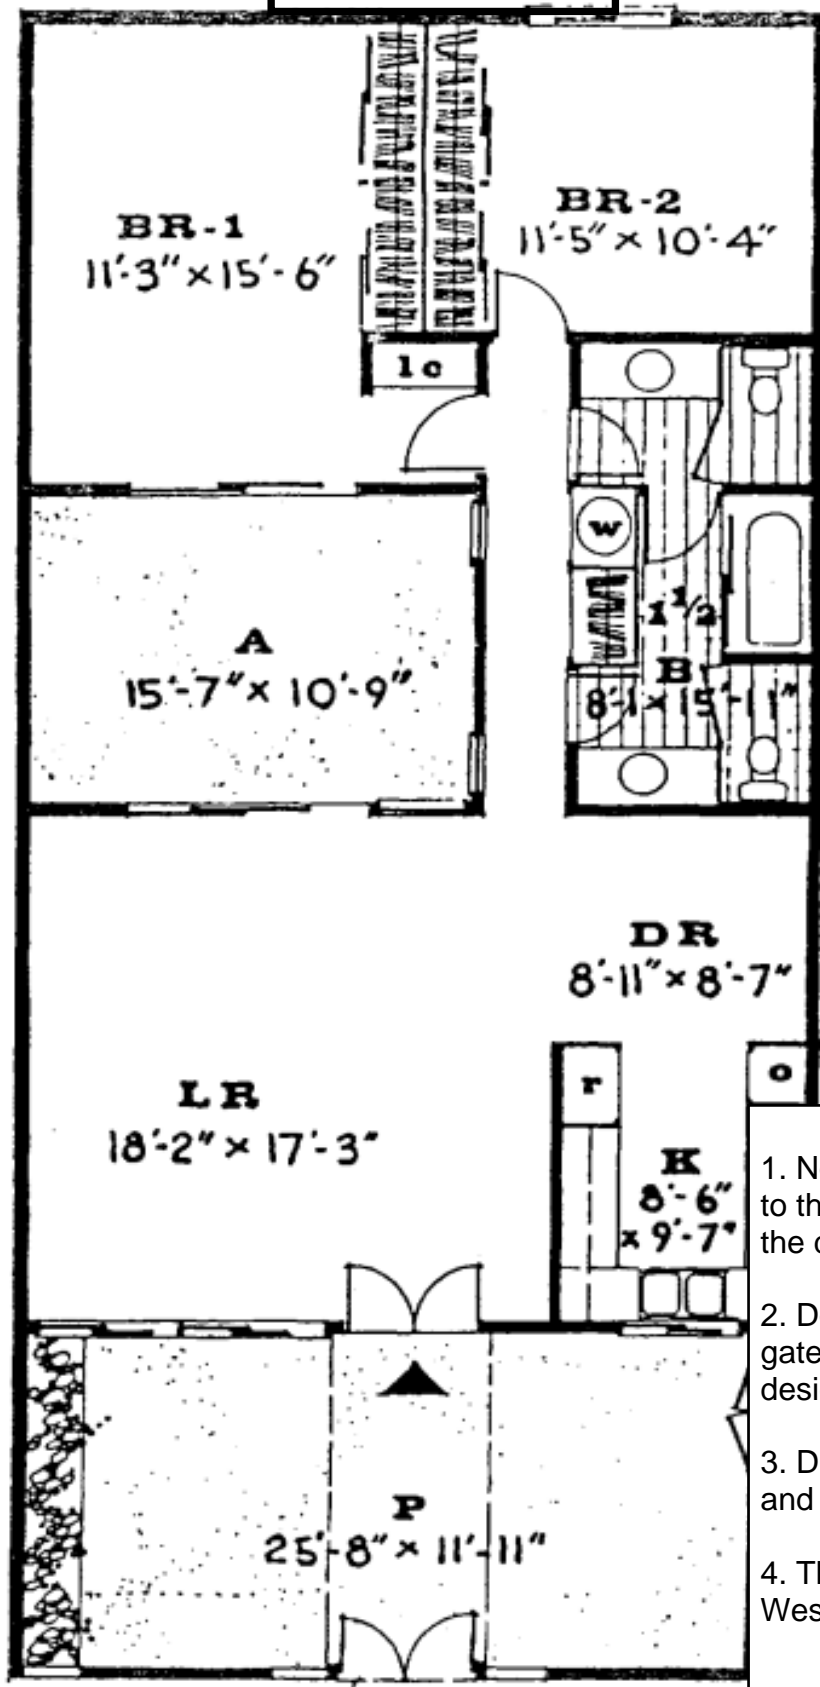 BR-1
11'-3" x 15'-6"
BR-2
11'-5" x 10'-4"
lc
w
A
15'-7" x 10'-9"
1 1/2
B
8'-1 x 15'-11"
DR
8'-11" x 8'-7"
r
o
LR
18'-2" x 17'-3"
K
8'-6"
x 9'-7"
P
25'-8" x 11'-11"
1. N
to th
the c
2. D
gate
desi
3. D
and
4. Th
Wes